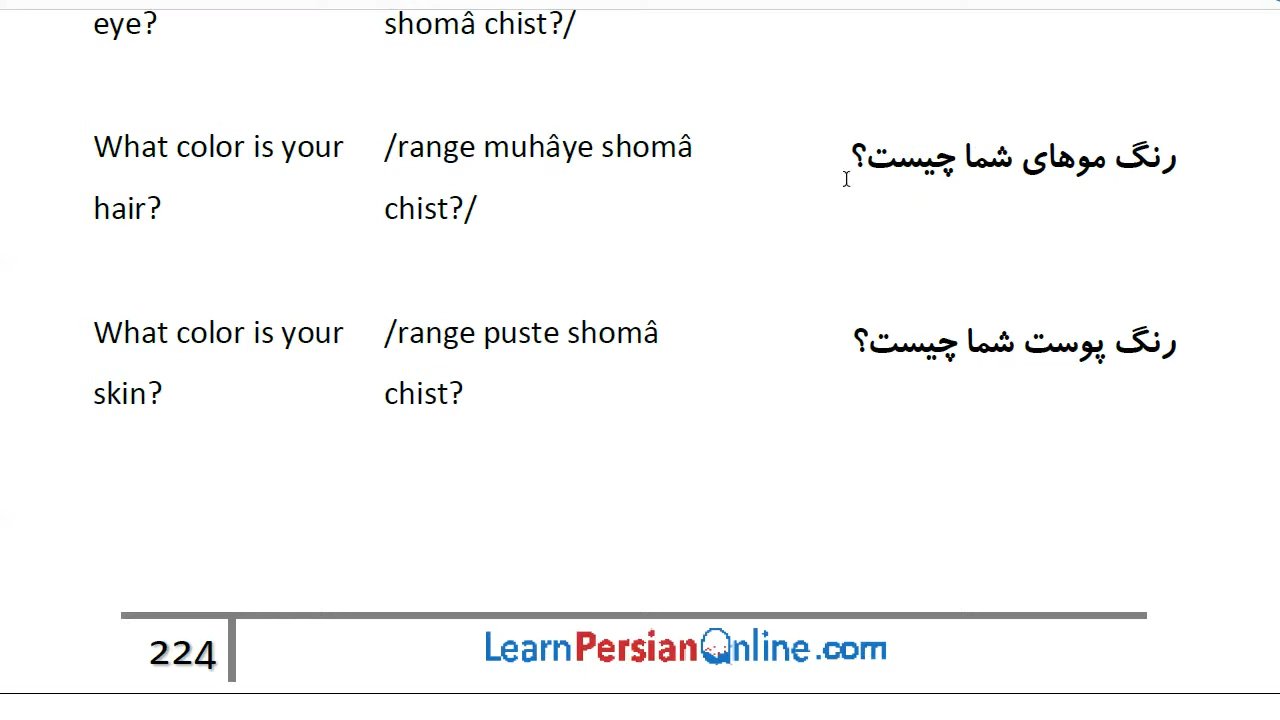 eye?
shomâ chist?/
What color is your
/range muhâye shomâ
رنگ موهای شما چیست؟
hair?
chist?/
What color is your
/range puste shomâ
رنگ پوست شما چیست؟
skin?
chist?
224
LearnPersianOnline.com